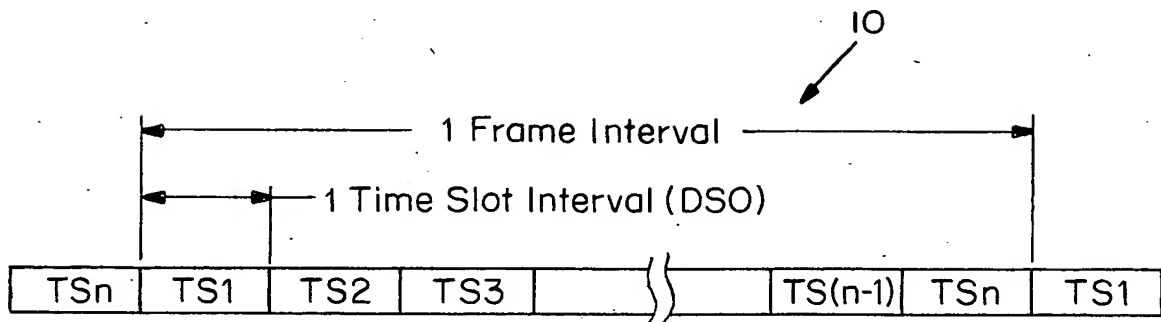 10
1 Frame Interval
1 Time Slot Interval (DSO)
TSn TS1 TS2 TS3 TS(n-1) TSn TS1